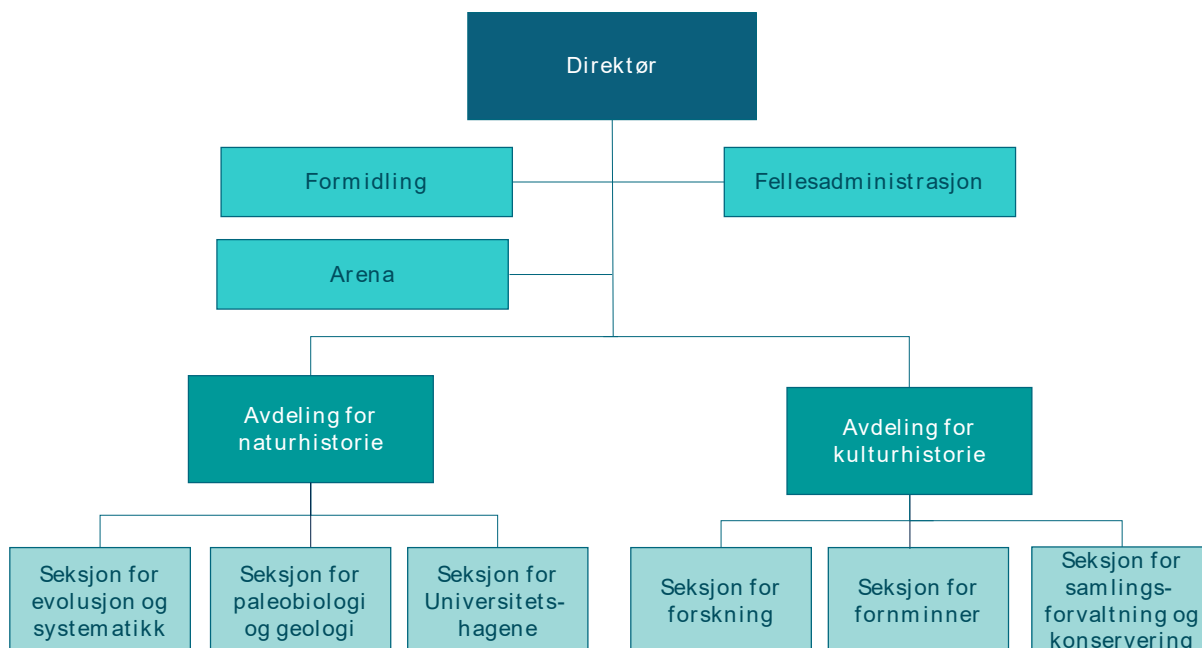 Direktør
Formidling
Fellesadministrasjon
Arena
Avdeling for
naturhistorie
Avdeling for
kulturhistorie
Seksjon for
evolusjon og
systematikk
Seksjon for
paleobiologi
og geologi
Seksjon for
Universitets-
hagene
Seksjon for
forskning
Seksjon for
fornminner
Seksjon for
samlings-
forvaltning og
konservering